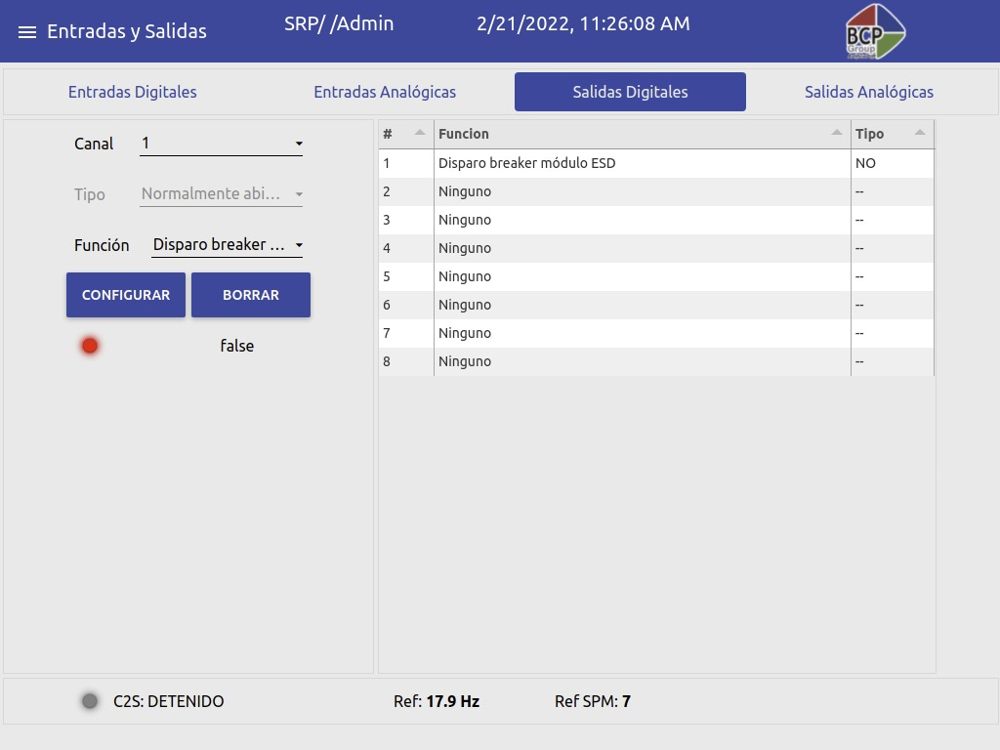 Entradas y Salidas
SRP/ /Admin
2/21/2022, 11:26:08 AM
BCP
Group
Entradas Digitales
Entradas Analógicas
Salidas Digitales
Salidas Analógicas
Canal 1
Tipo Normalmente abi...
Función Disparo breaker ...
CONFIGURAR
BORRAR
false
# Funcion Tipo
1 Disparo breaker módulo ESD NO
2 Ninguno --
3 Ninguno --
4 Ninguno --
5 Ninguno --
6 Ninguno --
7 Ninguno --
8 Ninguno --
C2S: DETENIDO
Ref: 17.9 Hz
Ref SPM: 7